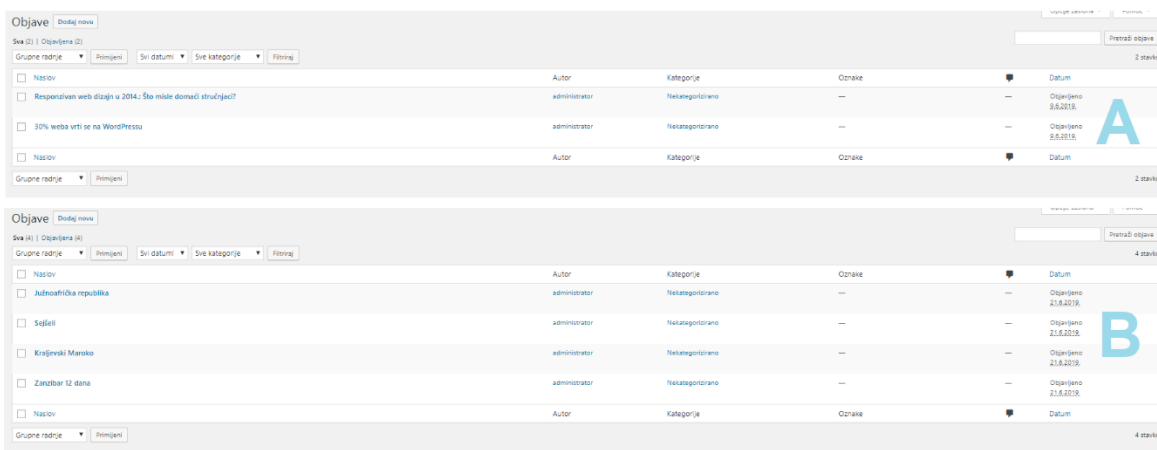 Objave Dodaj novu
Sva (2) | Objavljena (2)
Pretraži objave
Grupne radnje Primijeni Svi datumi Sve kategorije Filtriraj 2 stavke
Naslov Autor Kategorije Oznake Datum
Responzivan web dizajn u 2014.: Što misle domaći stručnjaci? administrator Nekategorizirano — — Objavljeno
9.6.2019.
30% weba vrti se na WordPressu administrator Nekategorizirano — — Objavljeno
9.6.2019.
A
Naslov Autor Kategorije Oznake Datum
Grupne radnje Primijeni 2 stavke
Objave Dodaj novu
Sva (4) | Objavljena (4)
Pretraži objave
Grupne radnje Primijeni Svi datumi Sve kategorije Filtriraj 4 stavke
Naslov Autor Kategorije Oznake Datum
Južnoafrička republika administrator Nekategorizirano — — Objavljeno
21.6.2019.
Sejšeli administrator Nekategorizirano — — Objavljeno
21.6.2019.
B
Kraljevski Maroko administrator Nekategorizirano — — Objavljeno
21.6.2019.
Zanzibar 12 dana administrator Nekategorizirano — — Objavljeno
21.6.2019.
Naslov Autor Kategorije Oznake Datum
Grupne radnje Primijeni 4 stavke